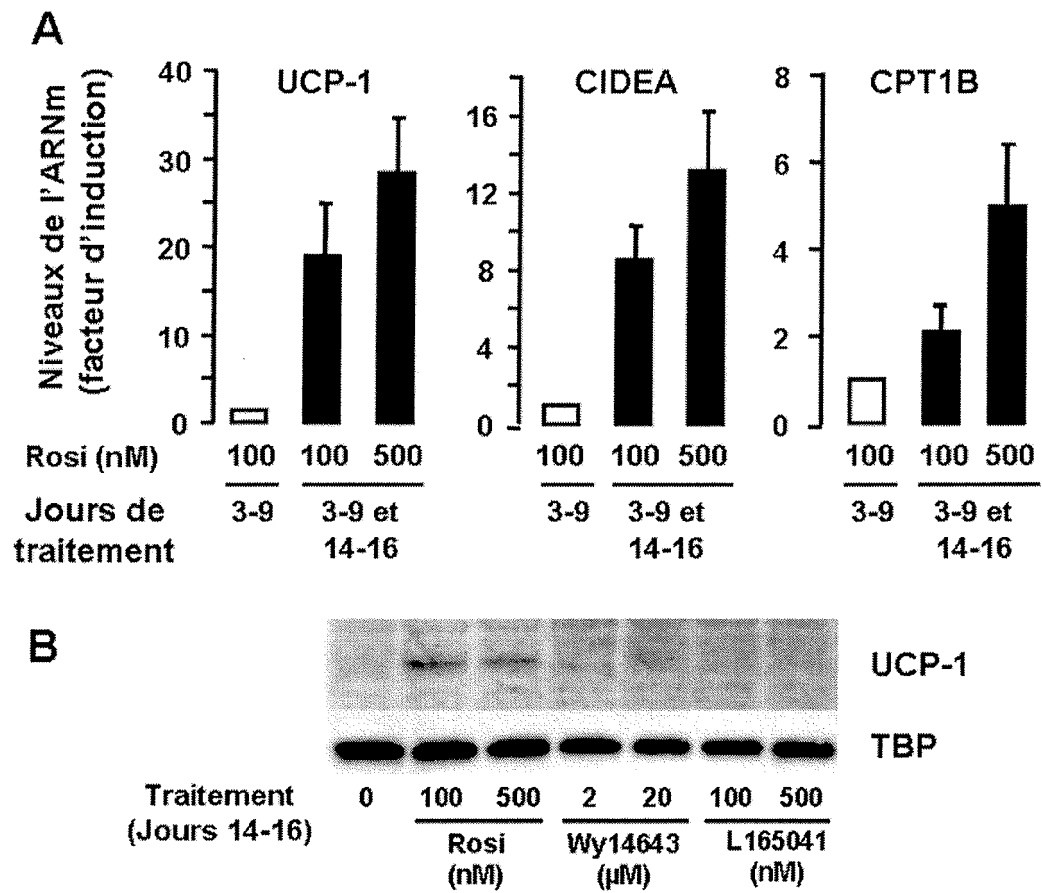 A
Niveaux de l'ARNm
(facteur d'induction)
UCP-1
40
30
20
10
0
CIDEA
16
12
8
4
0
CPT1B
8
6
4
2
0
Rosi (nM) 100 100 500 100 100 500 100 100 500
Jours de traitement
3-9 3-9 et 14-16
3-9 3-9 et 14-16
3-9 3-9 et 14-16
B
UCP-1
TBP
Traitement 0 100 500 2 20 100 500
(Jours 14-16)
Rosi Wy14643 L165041
(nM) (µM) (nM)